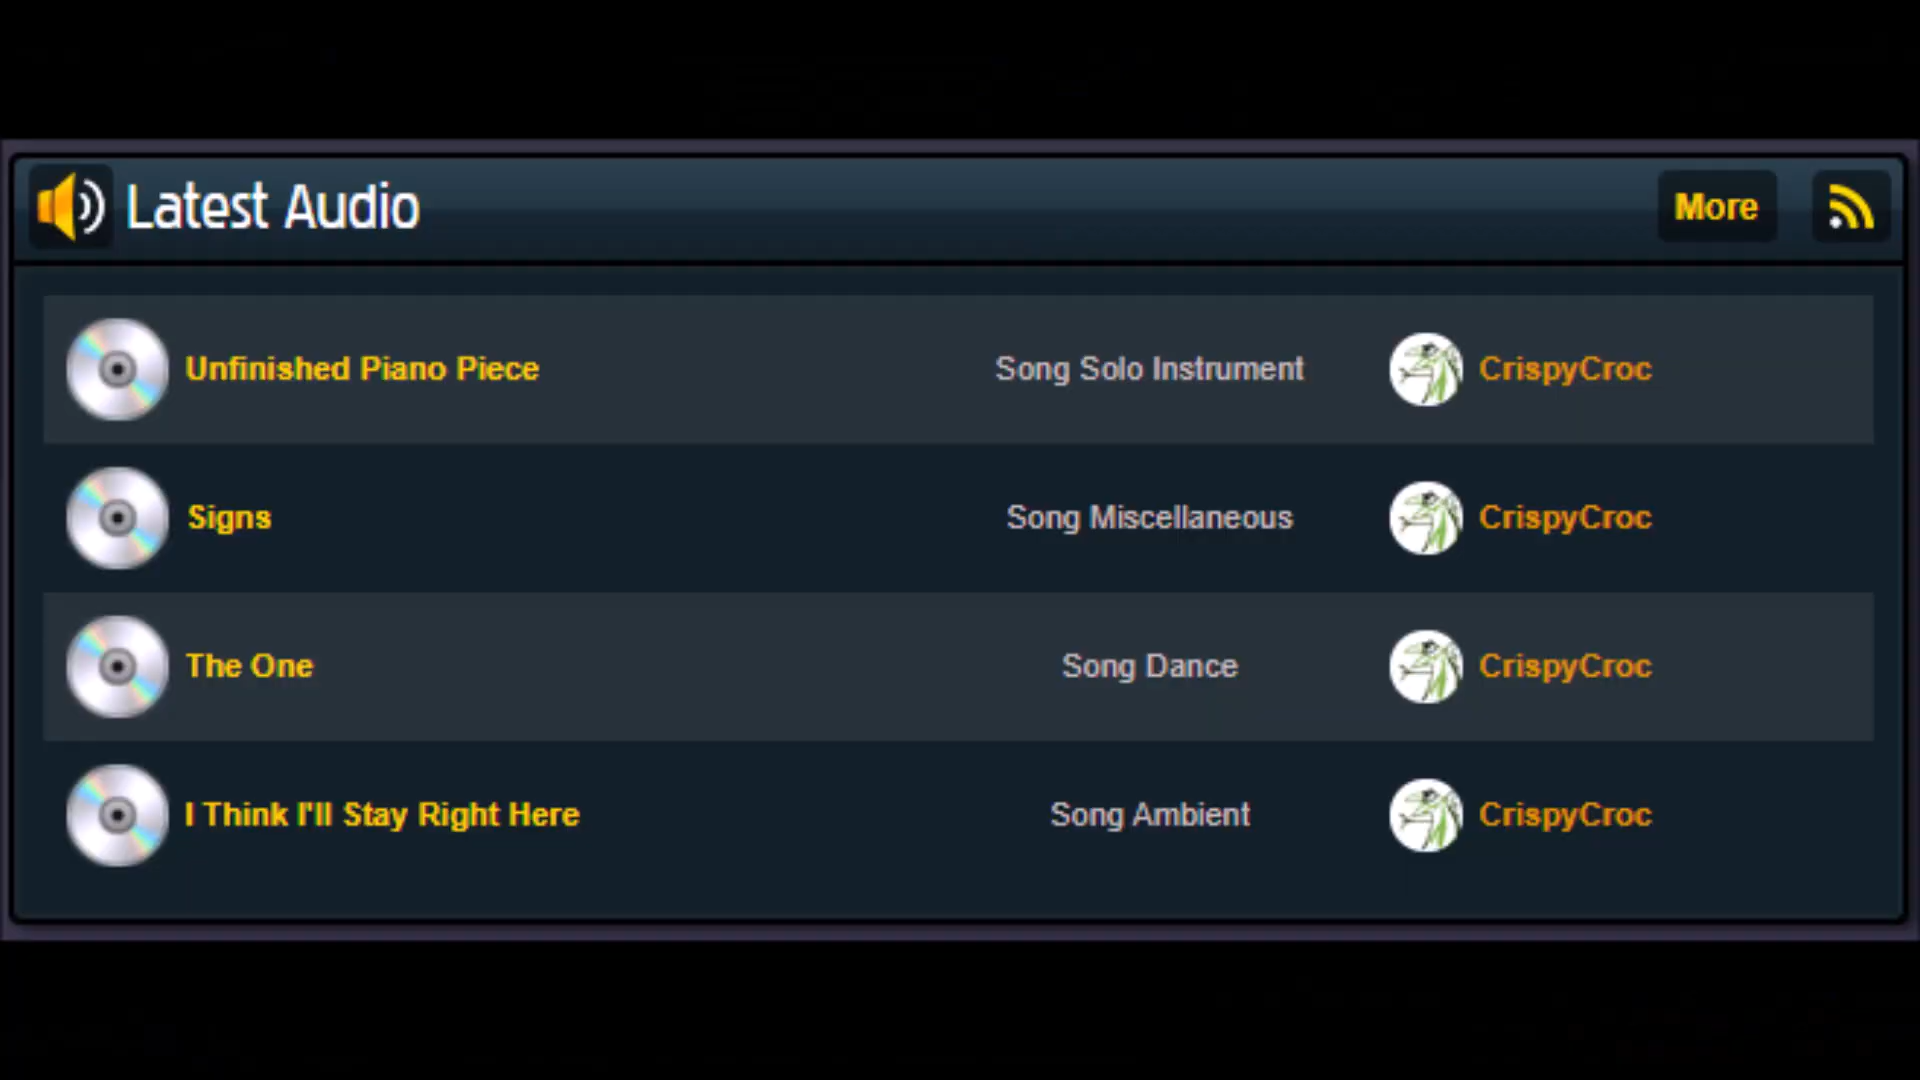 Latest Audio
More
Unfinished Piano Piece Song Solo Instrument CrispyCroc
Signs Song Miscellaneous CrispyCroc
The One Song Dance CrispyCroc
I Think I'll Stay Right Here Song Ambient CrispyCroc